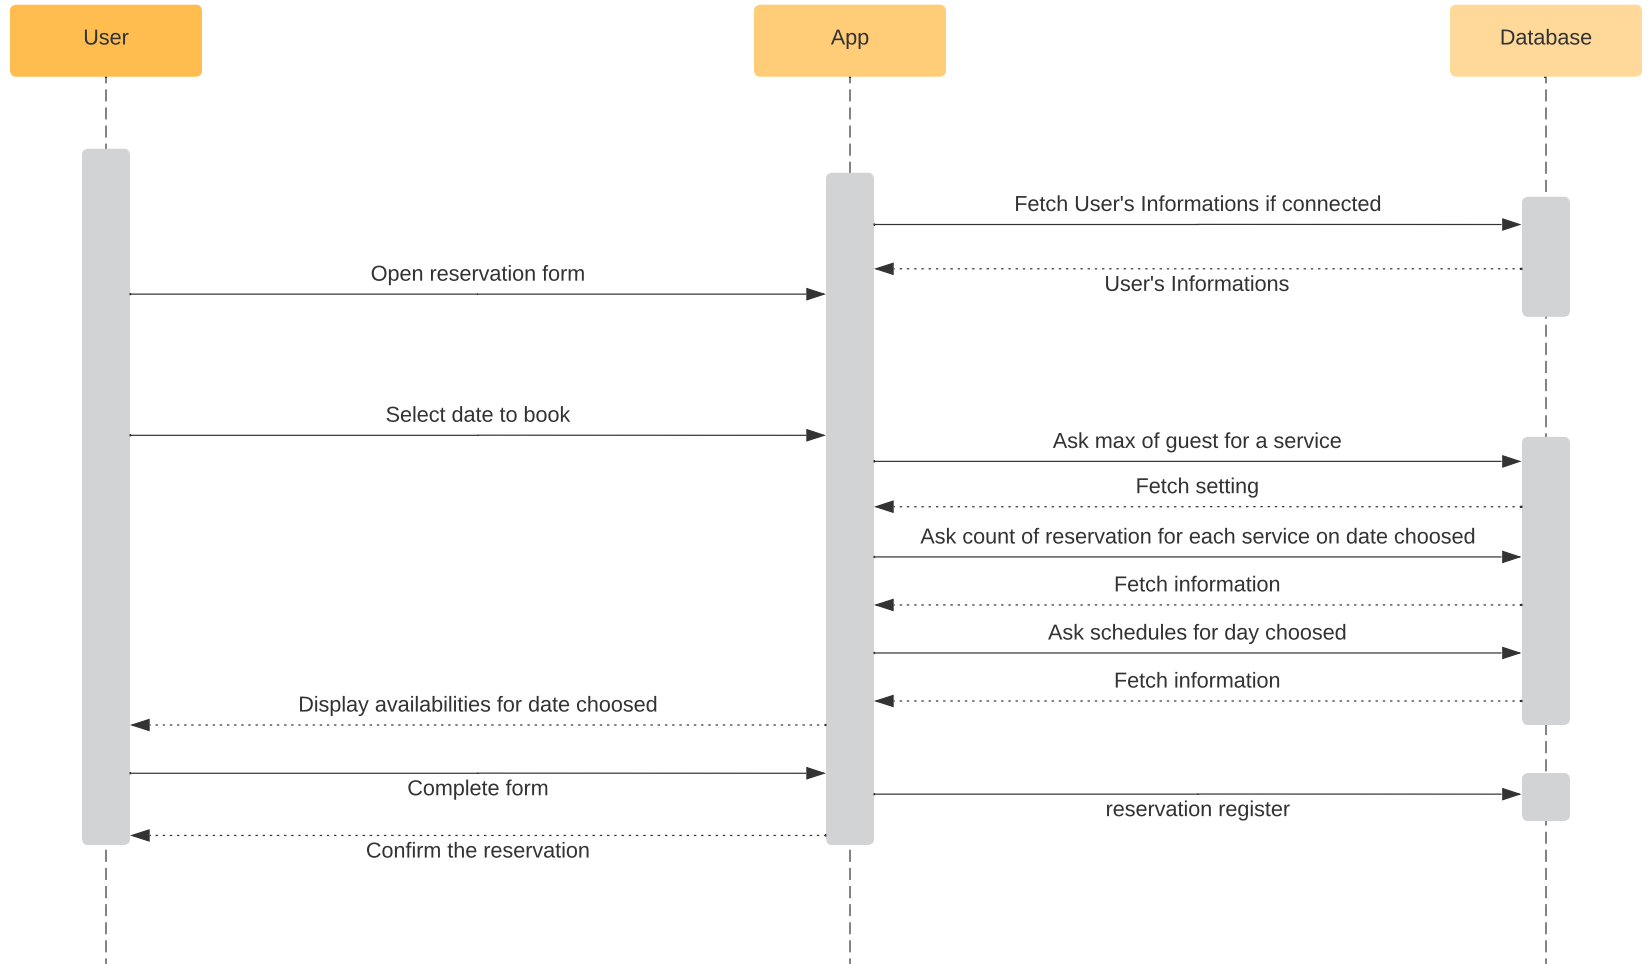 User
App
Database
Fetch User's Informations if connected
Open reservation form
User's Informations
Select date to book
Ask max of guest for a service
Fetch setting
Ask count of reservation for each service on date choosed
Fetch information
Ask schedules for day choosed
Fetch information
Display availabilities for date choosed
Complete form
reservation register
Confirm the reservation